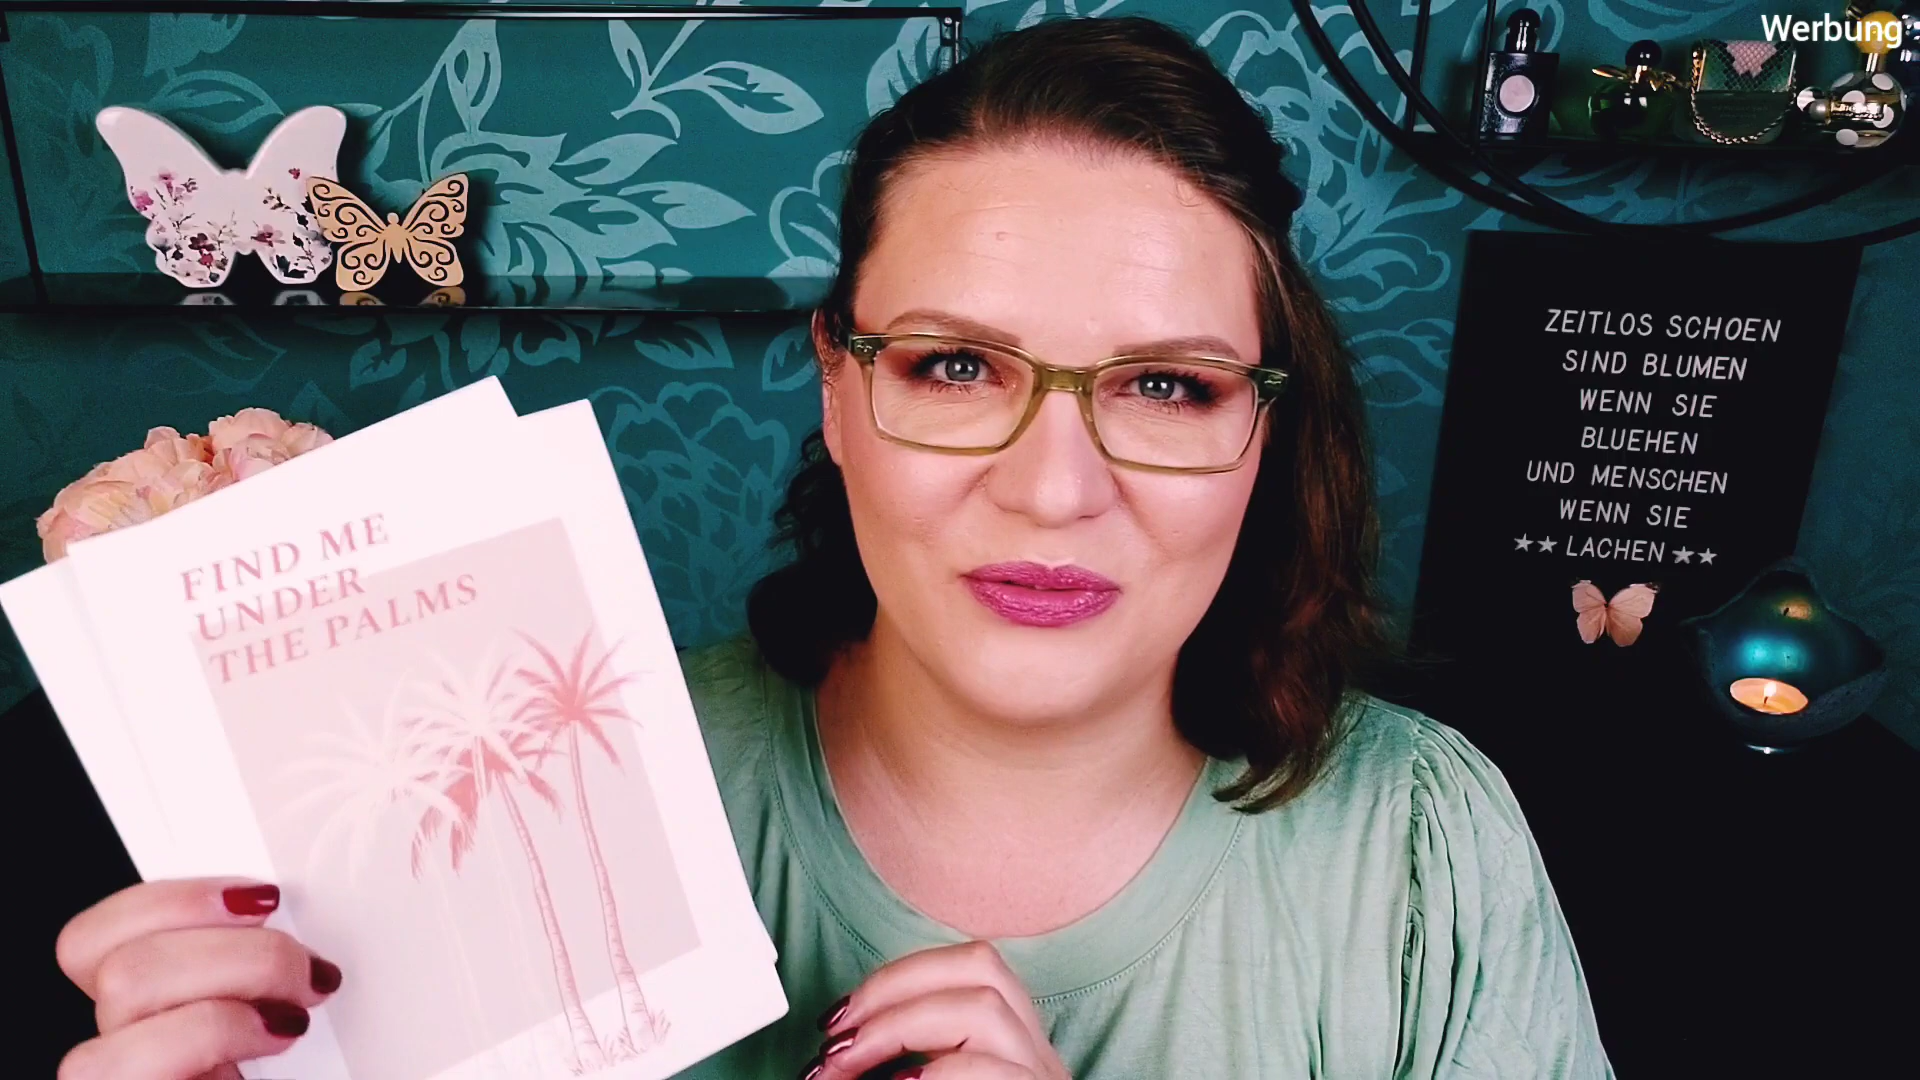 Werbung
FIND ME
UNDER
THE PALMS
ZEITLOS SCHOEN
SIND BLUMEN
WENN SIE
BLUEHEN
UND MENSCHEN
WENN SIE
★★ LACHEN ★★